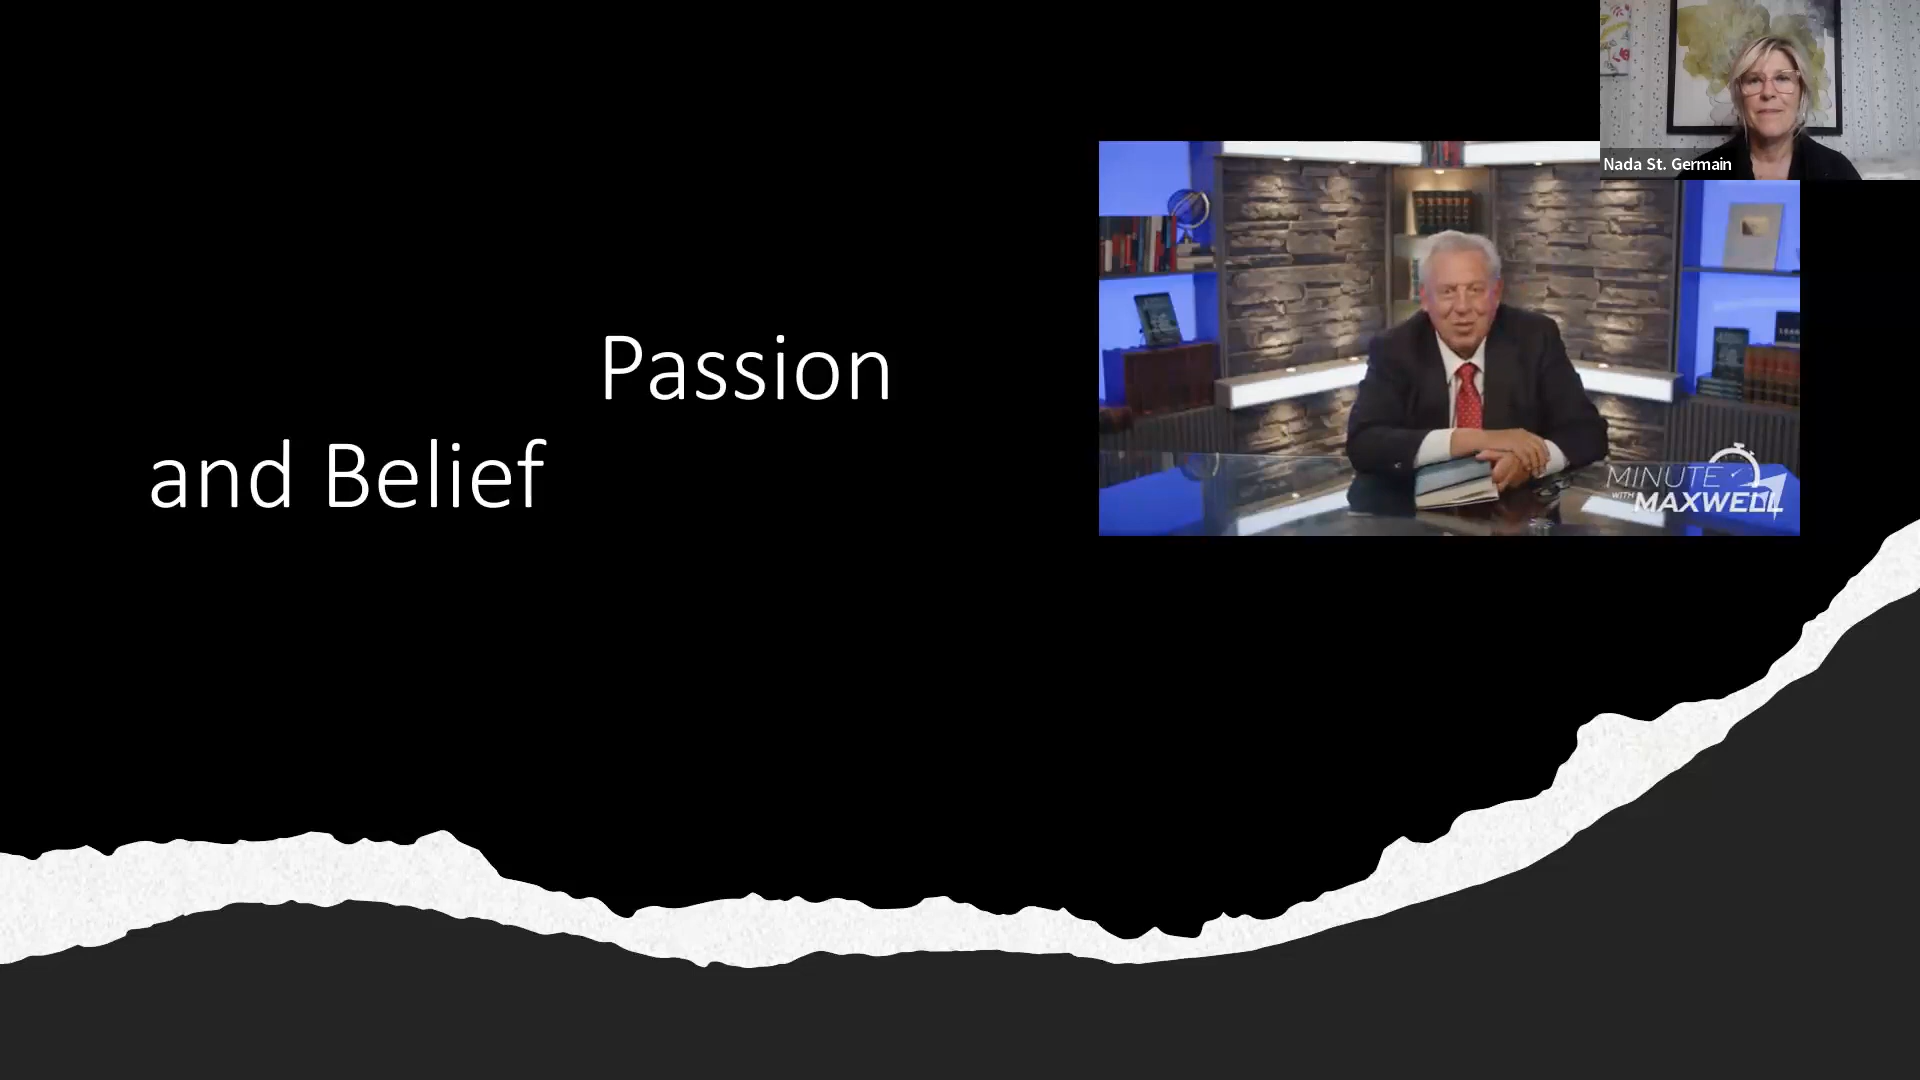 Nada St. Germain
Passion
and Belief
MINUTE
WITH MAXWELL